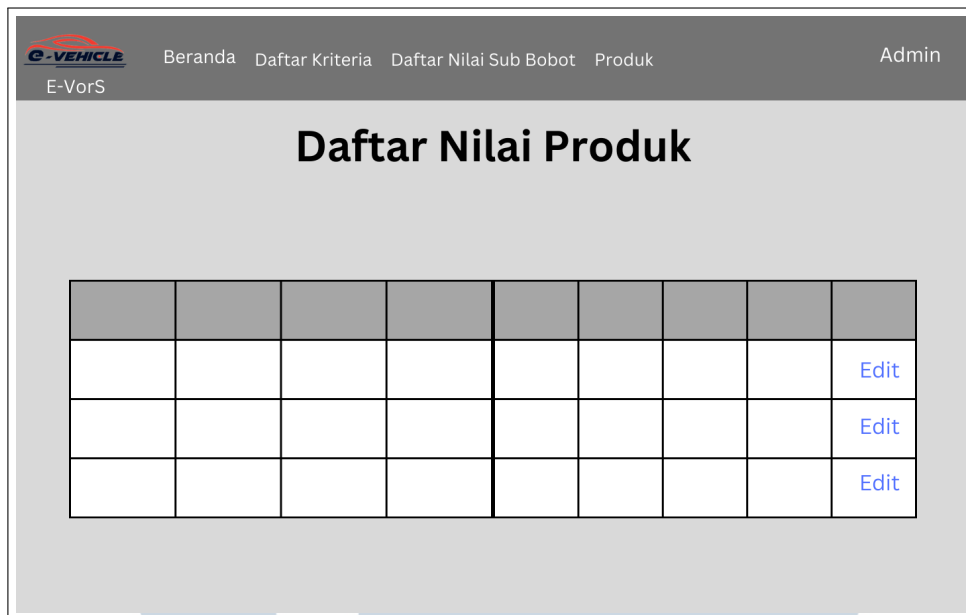 e-VEHICLE
E-VorS
Beranda Daftar Kriteria Daftar Nilai Sub Bobot Produk
Admin
Daftar Nilai Produk
Edit
Edit
Edit